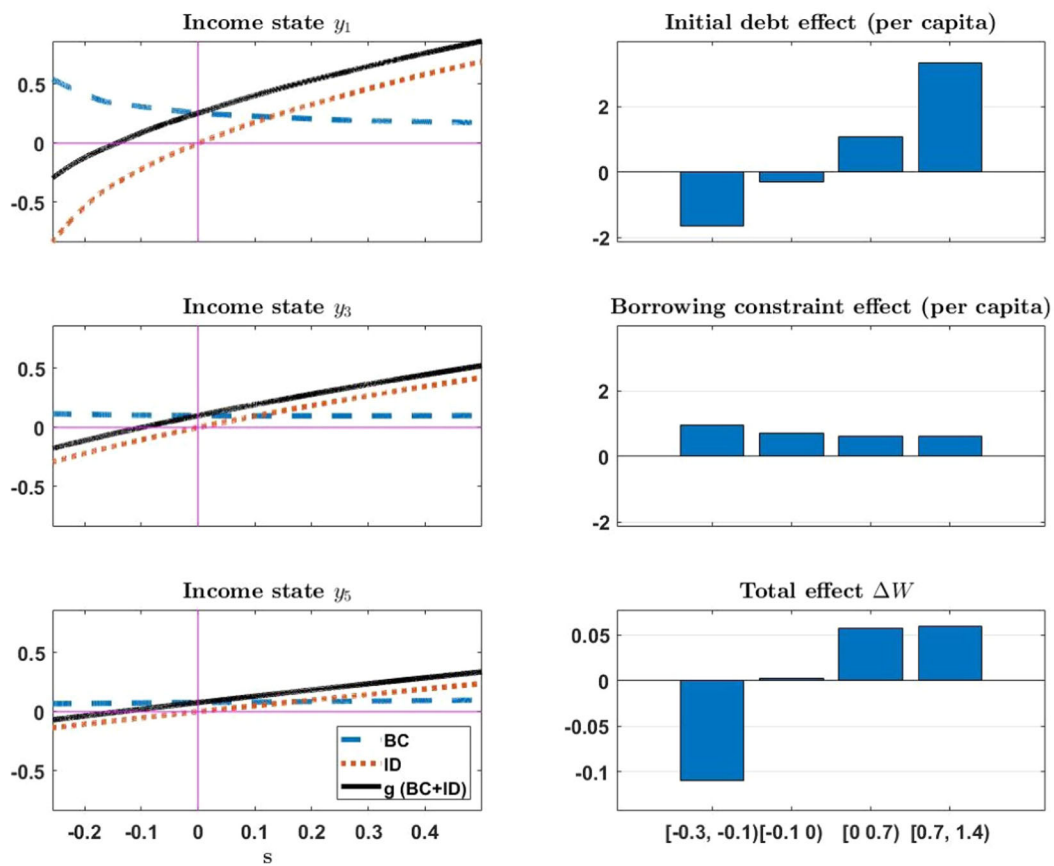 Income state y₁
0.5
0
-0.5
Initial debt effect (per capita)
2
0
-2
Income state y₃
0.5
0
-0.5
Borrowing constraint effect (per capita)
2
0
-2
Income state y₅
0.5
0
-0.5
BC
ID
g (BC+ID)
-0.2 -0.1 0 0.1 0.2 0.3 0.4
s
Total effect ΔW
0.05
0
-0.05
-0.1
[-0.3, -0.1) [-0.1 0) [0 0.7) [0.7, 1.4)